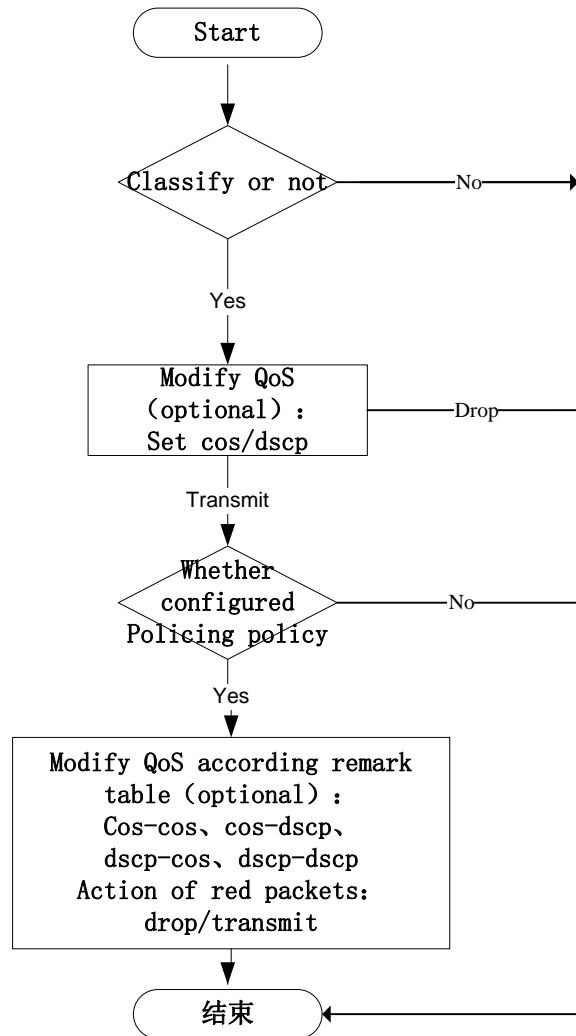 Start
Classify or not
No
Yes
Modify QoS
（optional）：
Set cos/dscp
Drop
Transmit
Whether
configured
Policing policy
No
Yes
Modify QoS according remark
table（optional）：
Cos-cos、cos-dscp、
dscp-cos、dscp-dscp
Action of red packets：
drop/transmit
结束